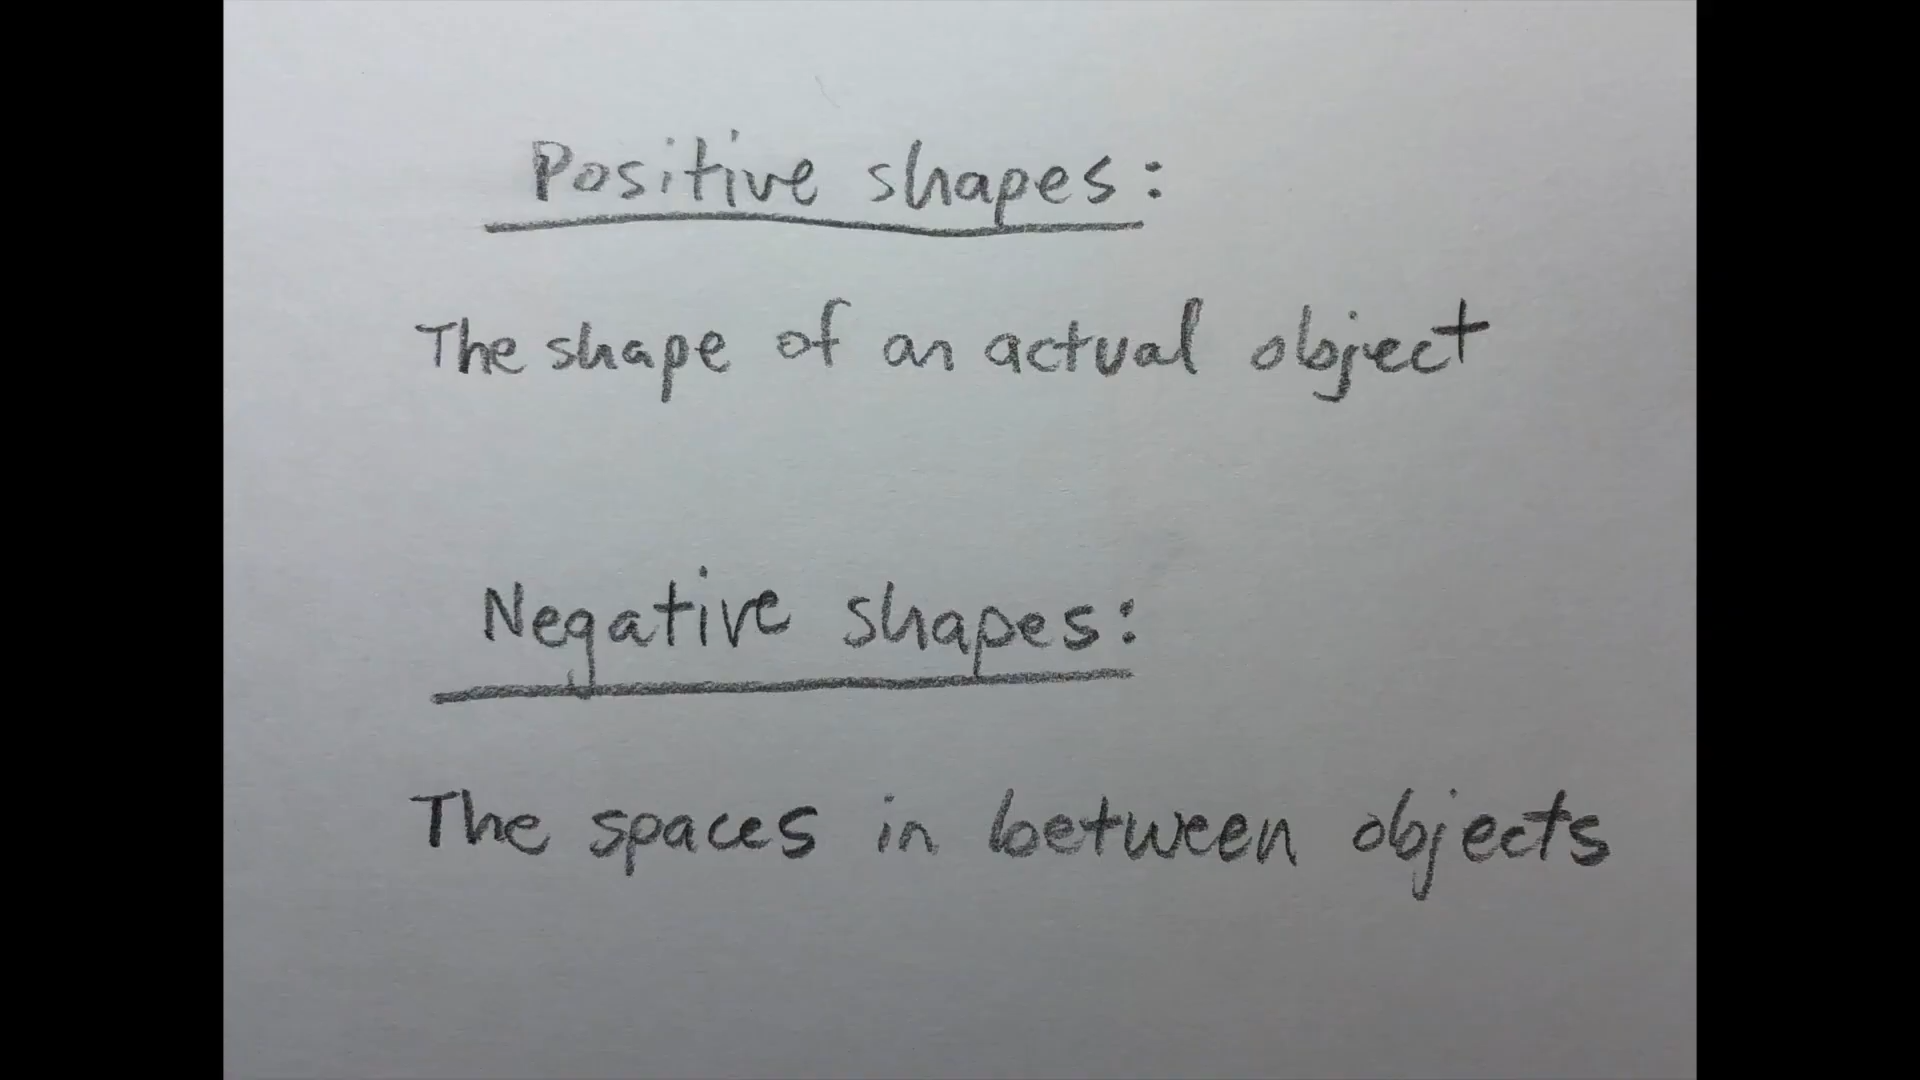 Positive shapes:
The shape of an actual object
Negative shapes:
The spaces in between objects